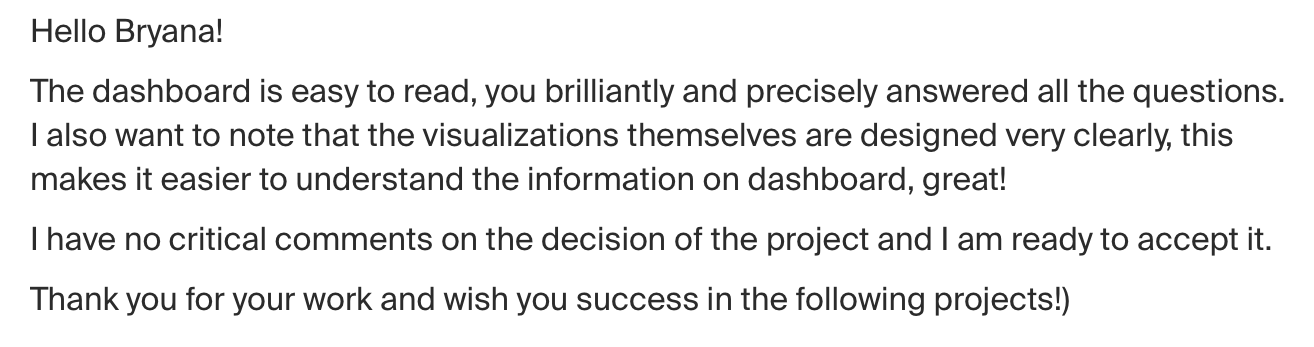 Hello Bryana!
The dashboard is easy to read, you brilliantly and precisely answered all the questions.
I also want to note that the visualizations themselves are designed very clearly, this
makes it easier to understand the information on dashboard, great!
I have no critical comments on the decision of the project and I am ready to accept it.
Thank you for your work and wish you success in the following projects!)